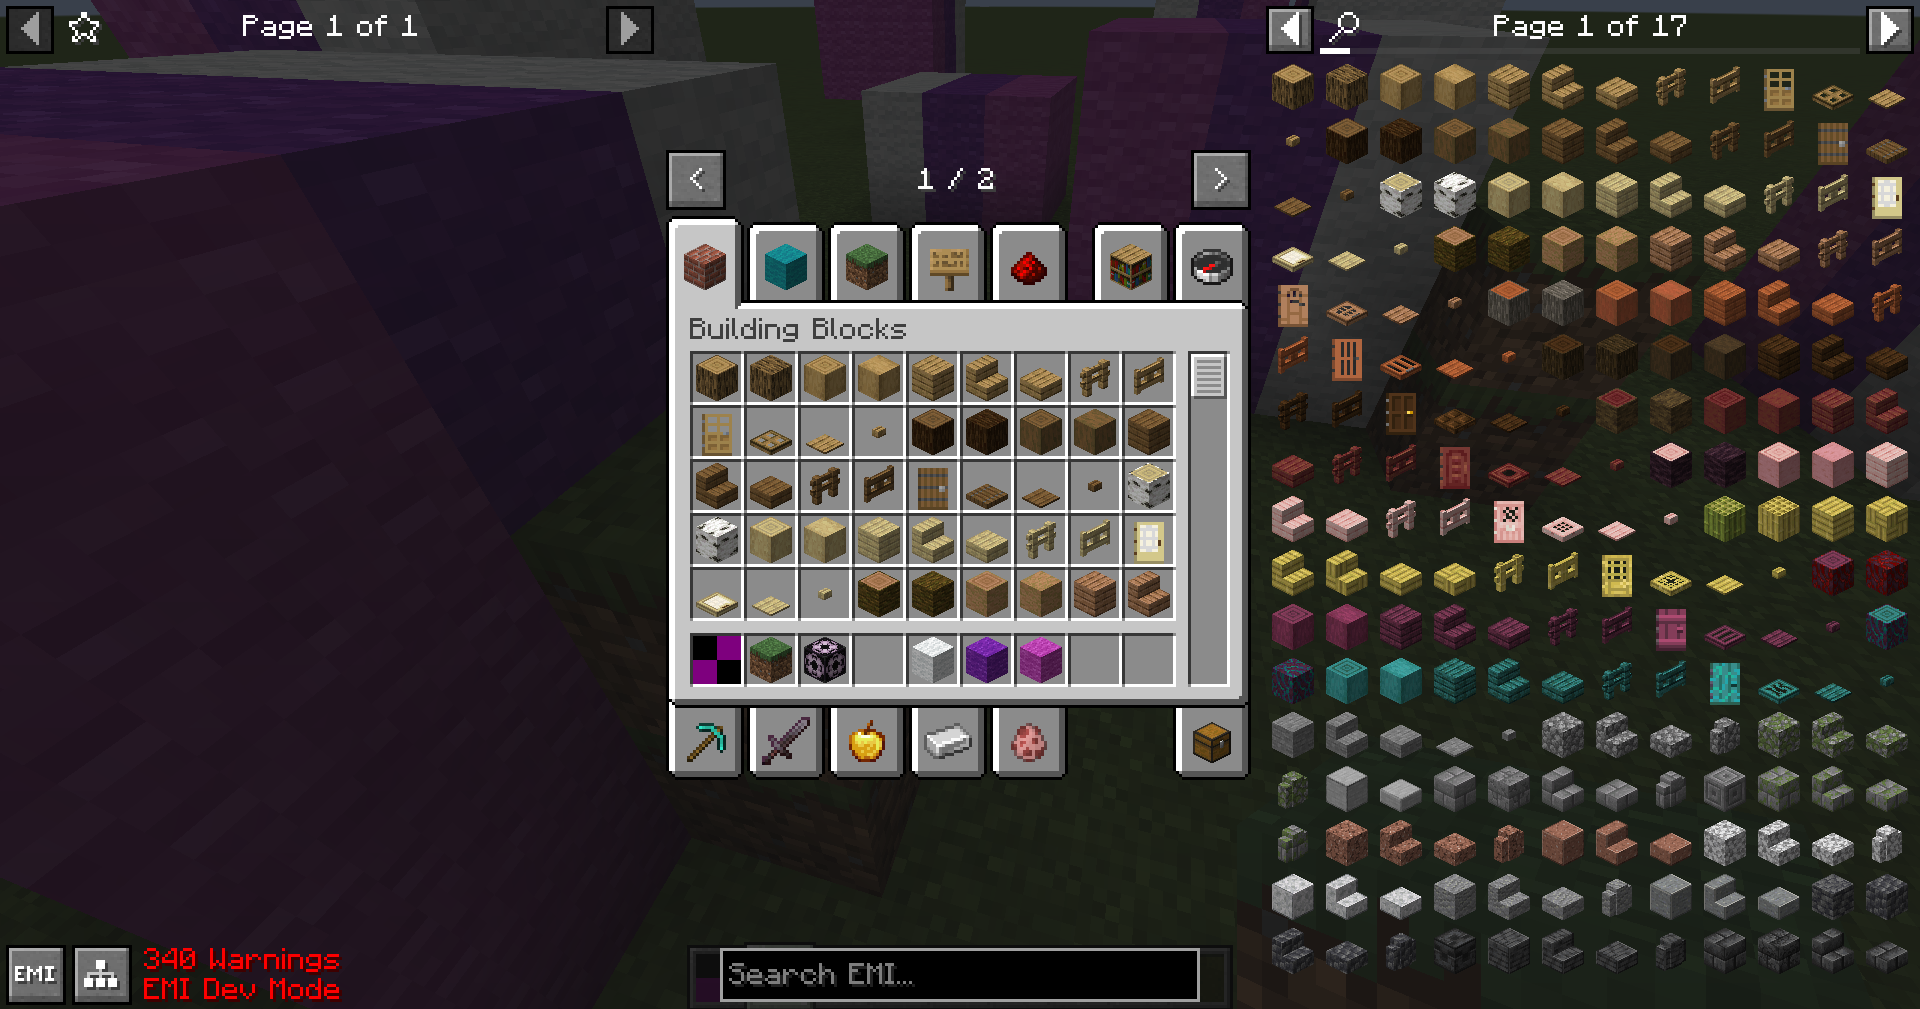 Page 1 of 1
Page 1 of 17
< 1 / 2 >
Building Blocks
EMI
340 Warnings
EMI Dev Mode
Search EMI...